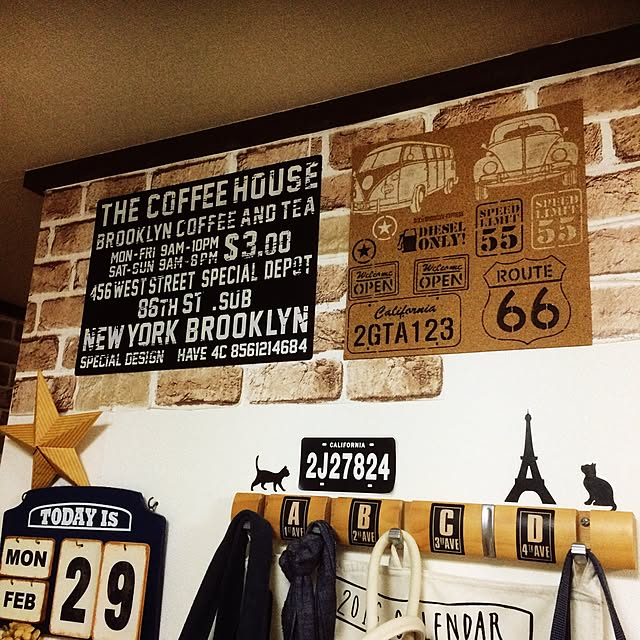 THE COFFEE HOUSE
BROOKLYN COFFEE AND TEA
MON-FRI 9AM-10PM
SAT-SUN 9AM-8PM
$3.00
456 WEST STREET SPECIAL DEPOT
86TH ST .SUB
NEW YORK BROOKLYN
SPECIAL DESIGN HAVE 4C 8561214684
DIESEL
ONLY!
SPEED
LIMIT
55
SPEED
LIMIT
55
Welcome
OPEN
Welcome
OPEN
ROUTE
66
California
2GTA123
CALIFORNIA
2J27824
TODAY IS
MON
FEB
29
A
1ST AVE
B
2ND AVE
C
3RD AVE
D
4TH AVE
CALENDAR